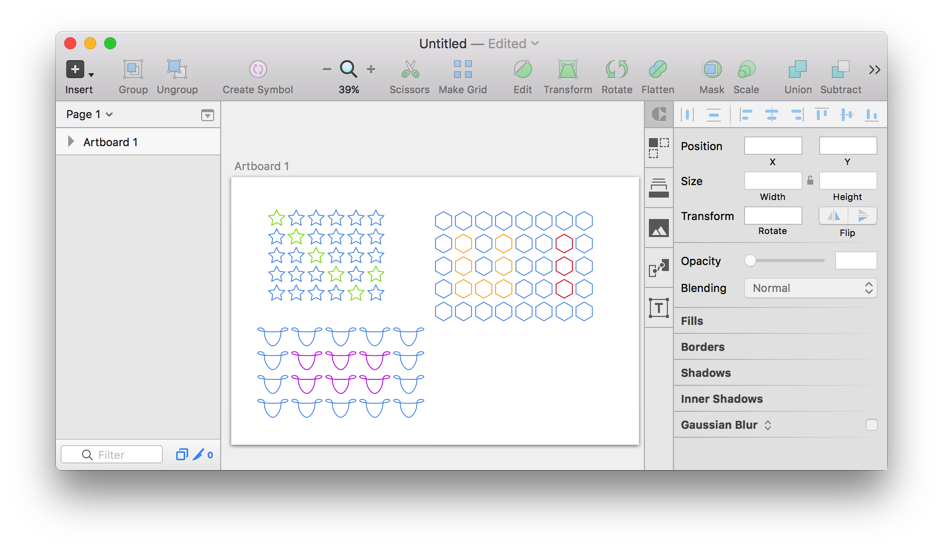 Untitled — Edited
Insert
Group
Ungroup
Create Symbol
39%
Scissors
Make Grid
Edit
Transform
Rotate
Flatten
Mask
Scale
Union
Subtract
Page 1
Artboard 1
Artboard 1
Filter
0
Position
X
Y
Size
Width
Height
Transform
Rotate
Flip
Opacity
Blending
Normal
Fills
Borders
Shadows
Inner Shadows
Gaussian Blur
T